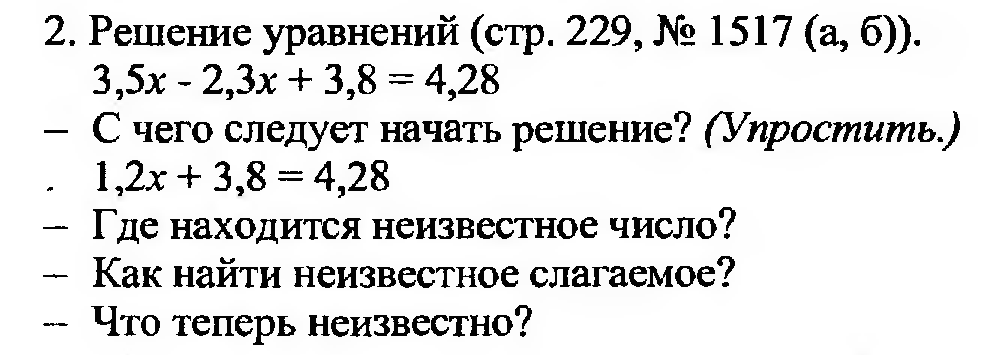 2. Решение уравнений (стр. 229, № 1517 (а, б)).
3,5x - 2,3x + 3,8 = 4,28
– С чего следует начать решение? (Упростить.)
. 1,2x + 3,8 = 4,28
– Где находится неизвестное число?
– Как найти неизвестное слагаемое?
– Что теперь неизвестно?